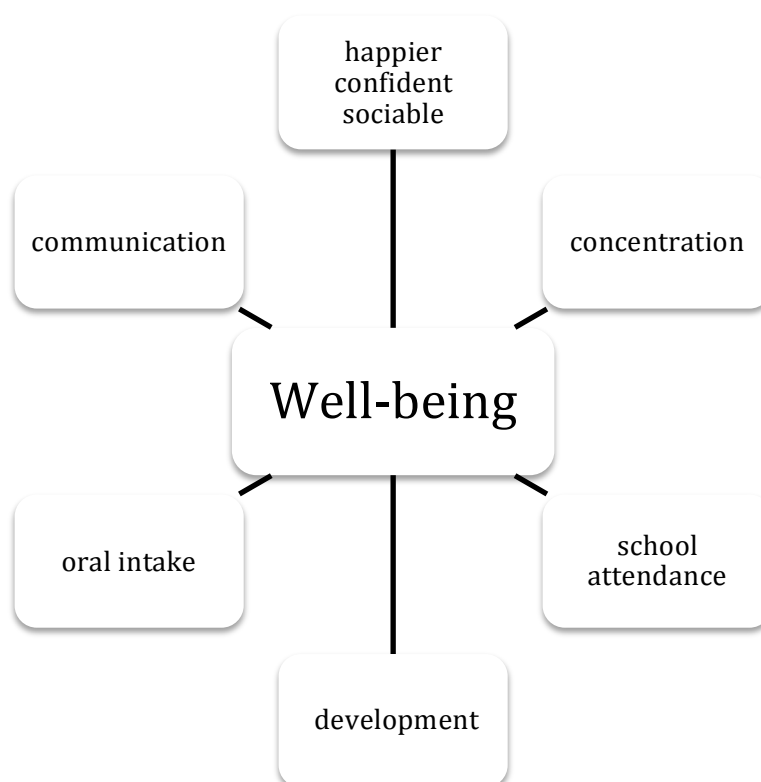 happier
confident
sociable
communication
concentration
Well-being
oral intake
school
attendance
development